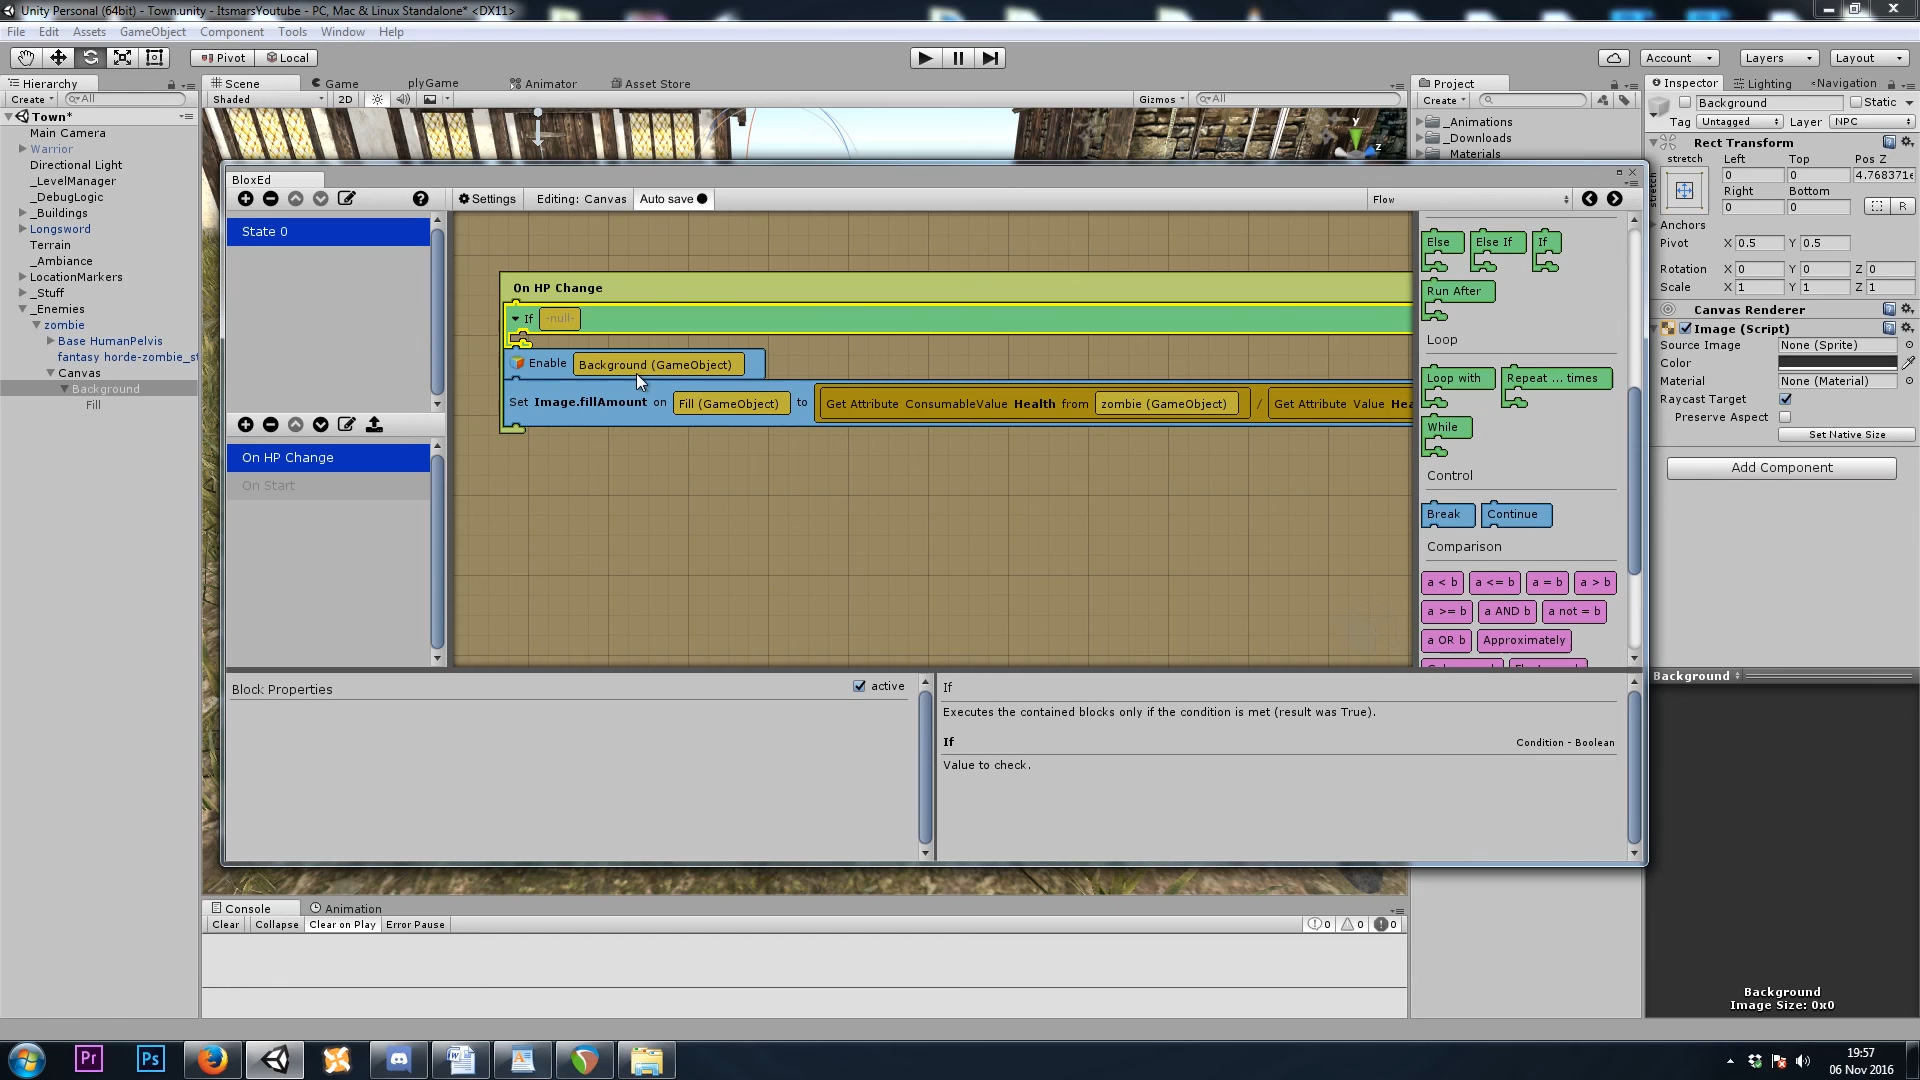 Unity Personal (64bit) - Town.unity - ItsmarsYoutube - PC, Mac & Linux Standalone* <DX11>
File Edit Assets GameObject Component Tools Window Help
Pivot Local Account Layers Layout
Hierarchy Scene Game plyGame Animator Asset Store Project Inspector Lighting Navigation
Create All Shaded 2D Gizmos All Create Background Static
Town* _Animations Tag Untagged Layer NPC
Main Camera _Downloads
Warrior _Materials Rect Transform
Directional Light stretch Left Top Pos Z
BloxEd 0 0 4.768371e
_LevelManager stretch Right Bottom
_DebugLogic Settings Editing: Canvas Auto save Flow 0 0 R
_Buildings Anchors
Longsword State 0 Else Else If If Pivot X 0.5 Y 0.5
Terrain Rotation X 0 Y 0 Z 0
_Ambiance Scale X 1 Y 1 Z 1
LocationMarkers On HP Change Run After
_Stuff
_Enemies If -null- Canvas Renderer
zombie Loop Image (Script)
Base HumanPelvis Source Image None (Sprite)
fantasy horde-zombie_st Enable Background (GameObject) Color
Canvas Loop with Repeat ... times Material None (Material)
Background Raycast Target
Fill Set Image.fillAmount on Fill (GameObject) to Get Attribute ConsumableValue Health from zombie (GameObject) / Get Attribute Value Hea Preserve Aspect
While Set Native Size
On HP Change Control Add Component
On Start
Break Continue
Comparison
a < b a <= b a = b a > b
a >= b a AND b a not = b
a OR b Approximately
Block Properties active If Background
Executes the contained blocks only if the condition is met (result was True).
If Condition - Boolean
Value to check.
Console Animation
Clear Collapse Clear on Play Error Pause 0 0 0
Background
Image Size: 0x0
Pr Ps
19:57
06 Nov 2016